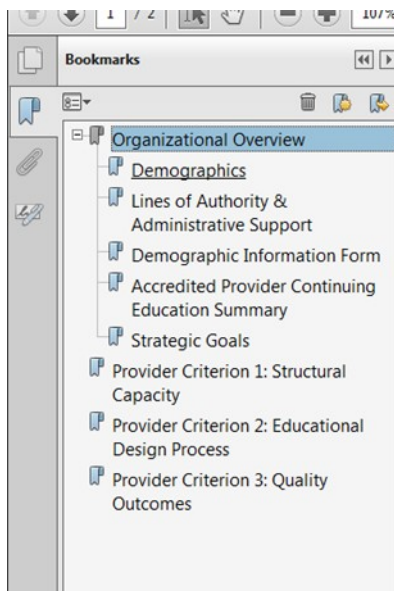 1 / 2 107%
Bookmarks
Organizational Overview
Demographics
Lines of Authority &
Administrative Support
Demographic Information Form
Accredited Provider Continuing
Education Summary
Strategic Goals
Provider Criterion 1: Structural
Capacity
Provider Criterion 2: Educational
Design Process
Provider Criterion 3: Quality
Outcomes